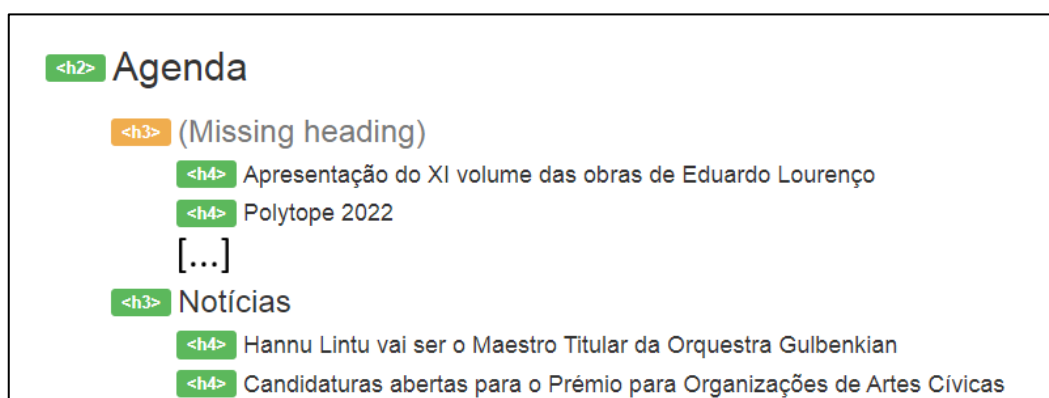 <h2> Agenda
<h3> (Missing heading)
<h4> Apresentação do XI volume das obras de Eduardo Lourenço
<h4> Polytope 2022
[...]
<h3> Notícias
<h4> Hannu Lintu vai ser o Maestro Titular da Orquestra Gulbenkian
<h4> Candidaturas abertas para o Prémio para Organizações de Artes Cívicas